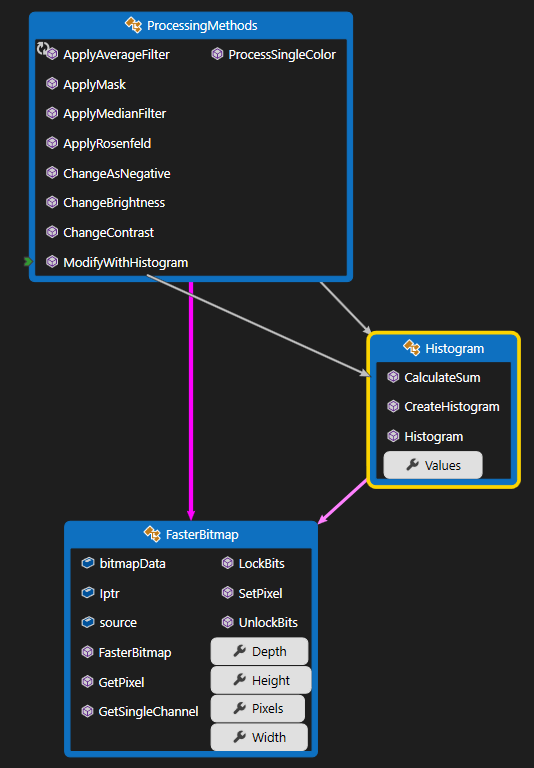 ProcessingMethods
ApplyAverageFilter
ProcessSingleColor
ApplyMask
ApplyMedianFilter
ApplyRosenfeld
ChangeAsNegative
ChangeBrightness
ChangeContrast
ModifyWithHistogram
Histogram
CalculateSum
CreateHistogram
Histogram
Values
FasterBitmap
bitmapData
Iptr
source
FasterBitmap
GetPixel
GetSingleChannel
LockBits
SetPixel
UnlockBits
Depth
Height
Pixels
Width